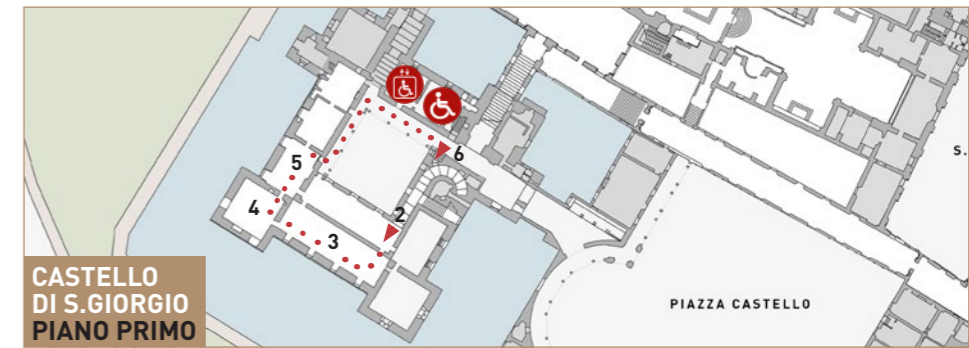 6
5
2
4
3
S.
PIAZZA CASTELLO
CASTELLO
DI S.GIORGIO
PIANO PRIMO